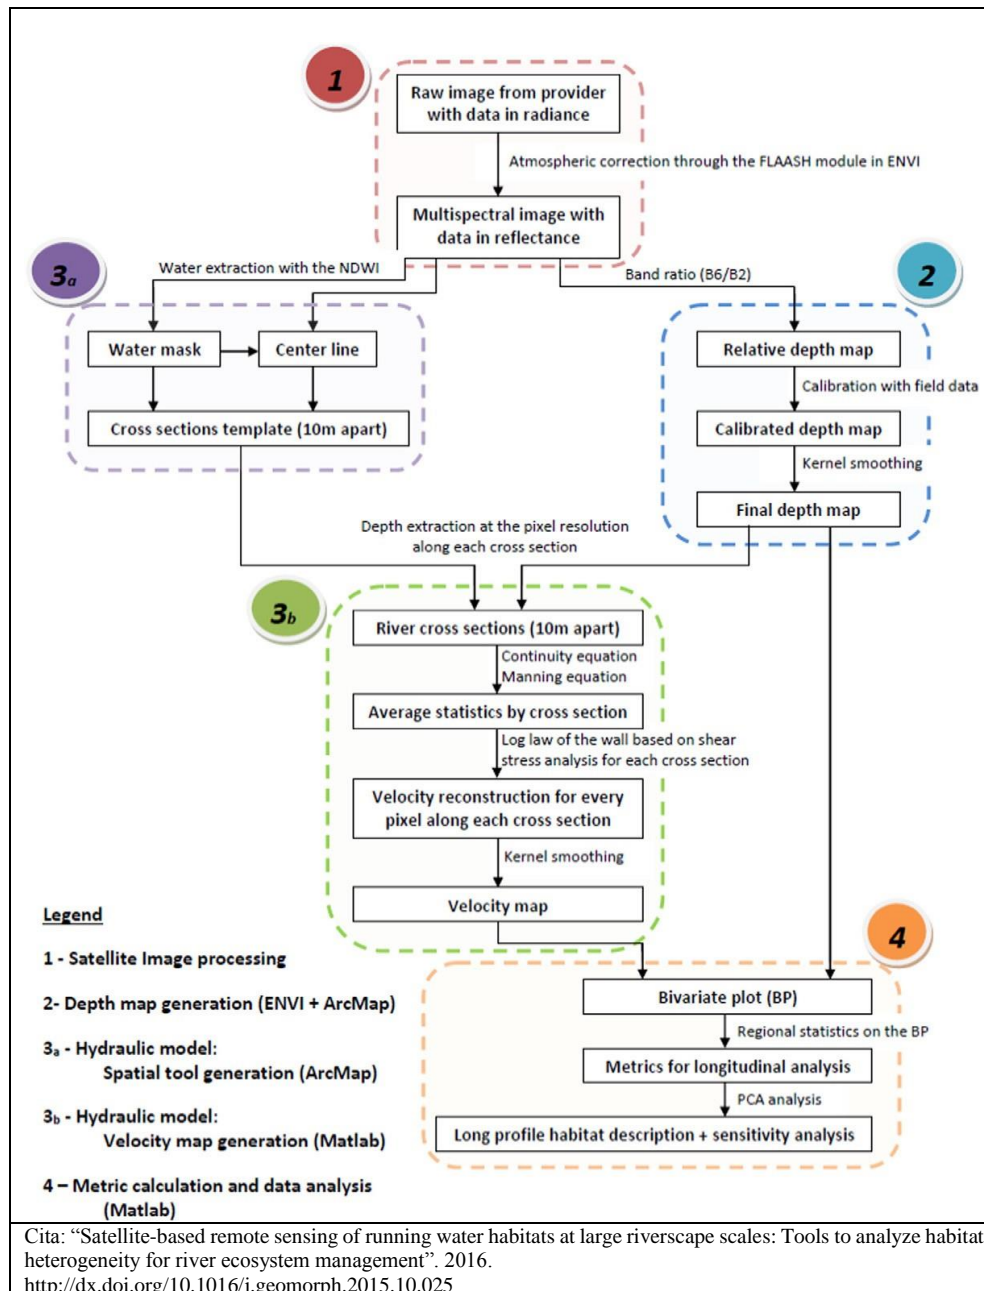 1
Raw image from provider
with data in radiance
Atmospheric correction through the FLAASH module in ENVI
Multispectral image with
data in reflectance
3a
Water extraction with the NDWI
Band ratio (B6/B2)
2
Water mask
Center line
Relative depth map
Calibration with field data
Cross sections template (10m apart)
Calibrated depth map
Kernel smoothing
Final depth map
Depth extraction at the pixel resolution
along each cross section
3b
River cross sections (10m apart)
Continuity equation
Manning equation
Average statistics by cross section
Log law of the wall based on shear
stress analysis for each cross section
Velocity reconstruction for every
pixel along each cross section
Kernel smoothing
Velocity map
4
Bivariate plot (BP)
Regional statistics on the BP
Metrics for longitudinal analysis
PCA analysis
Long profile habitat description + sensitivity analysis
Legend
1 - Satellite Image processing
2- Depth map generation (ENVI + ArcMap)
3a - Hydraulic model:
Spatial tool generation (ArcMap)
3b - Hydraulic model:
Velocity map generation (Matlab)
4 – Metric calculation and data analysis
(Matlab)
Cita: “Satellite-based remote sensing of running water habitats at large riverscape scales: Tools to analyze habitat
heterogeneity for river ecosystem management”. 2016.
http://dx.doi.org/10.1016/j.geomorph.2015.10.025